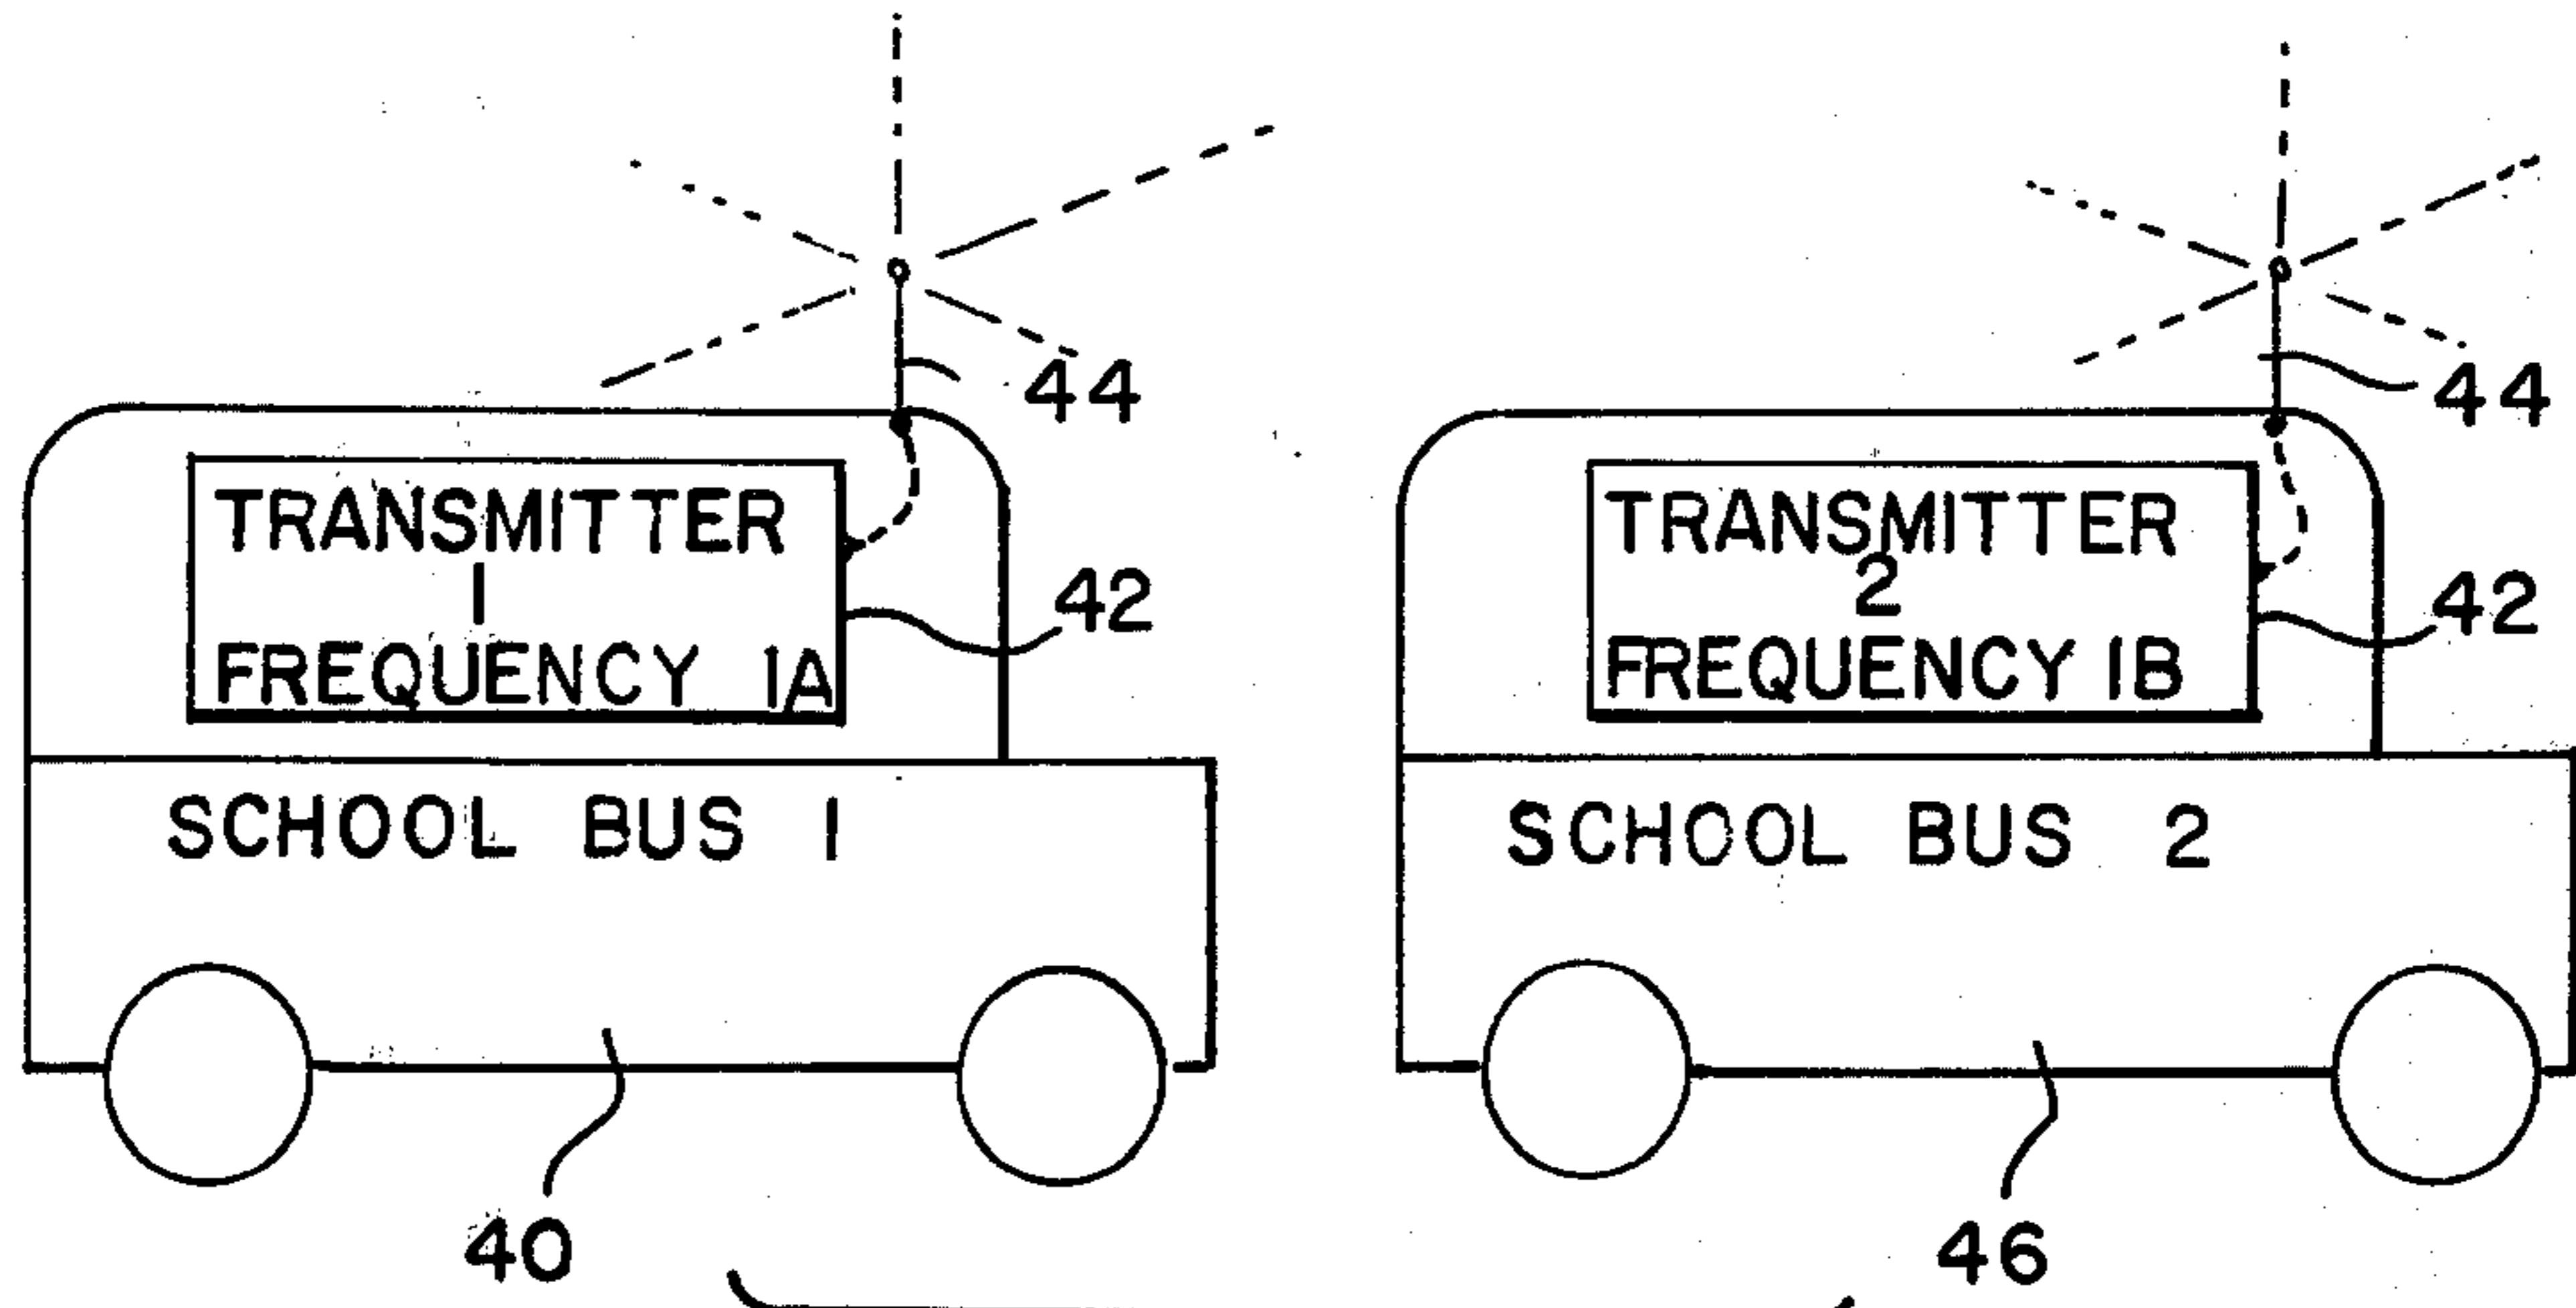 44
44
TRANSMITTER
1
FREQUENCY 1A
42
TRANSMITTER
2
FREQUENCY 1B
42
SCHOOL BUS 1
SCHOOL BUS 2
40
46